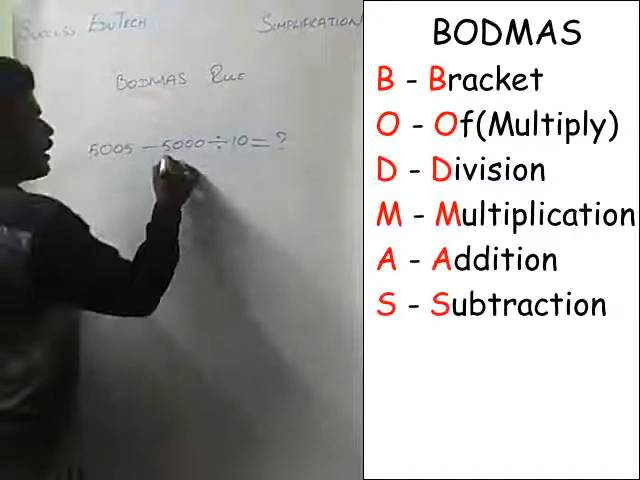 Success EduTech
Simplification
Bodmas Rule
5005 - 5000 ÷ 10 = ?
BODMAS
B - Bracket
O - Of(Multiply)
D - Division
M - Multiplication
A - Addition
S - Subtraction